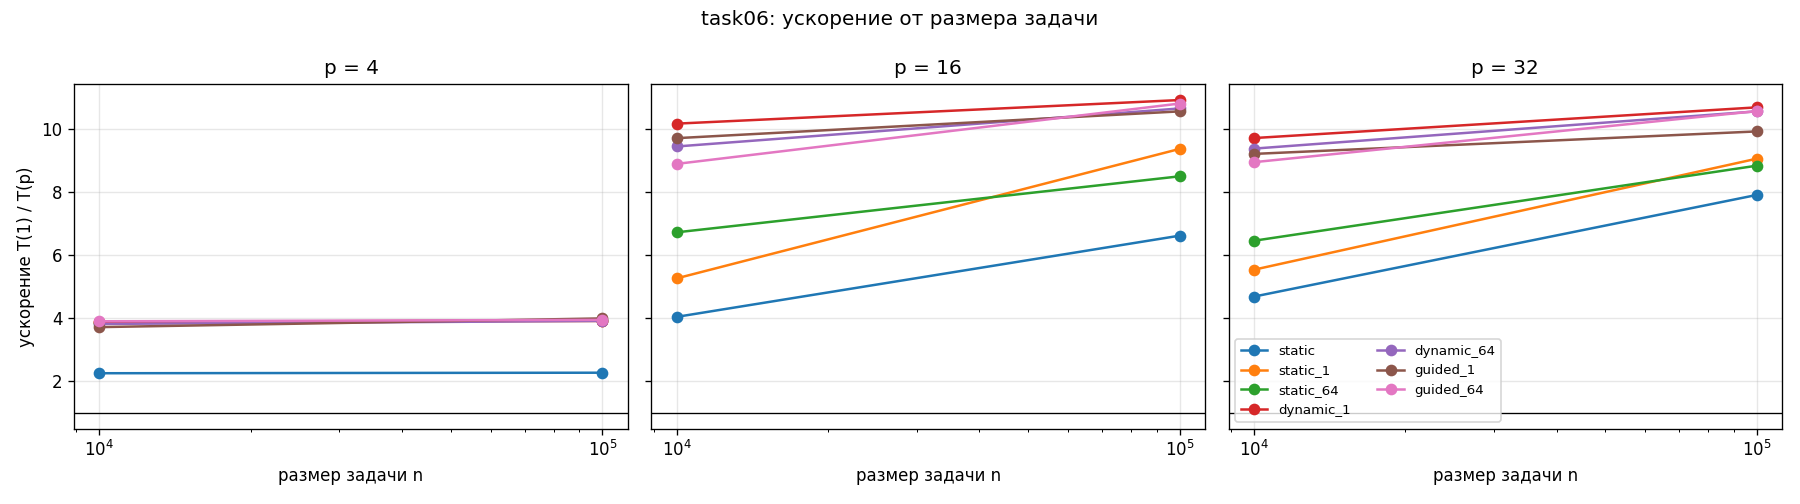 task06: ускорение от размера задачи
p = 4
p = 16
p = 32
ускорение T(1) / T(p)
10
8
6
4
2
10⁴
10⁵
10⁴
10⁵
10⁴
10⁵
размер задачи n
размер задачи n
размер задачи n
static
static_1
static_64
dynamic_1
dynamic_64
guided_1
guided_64